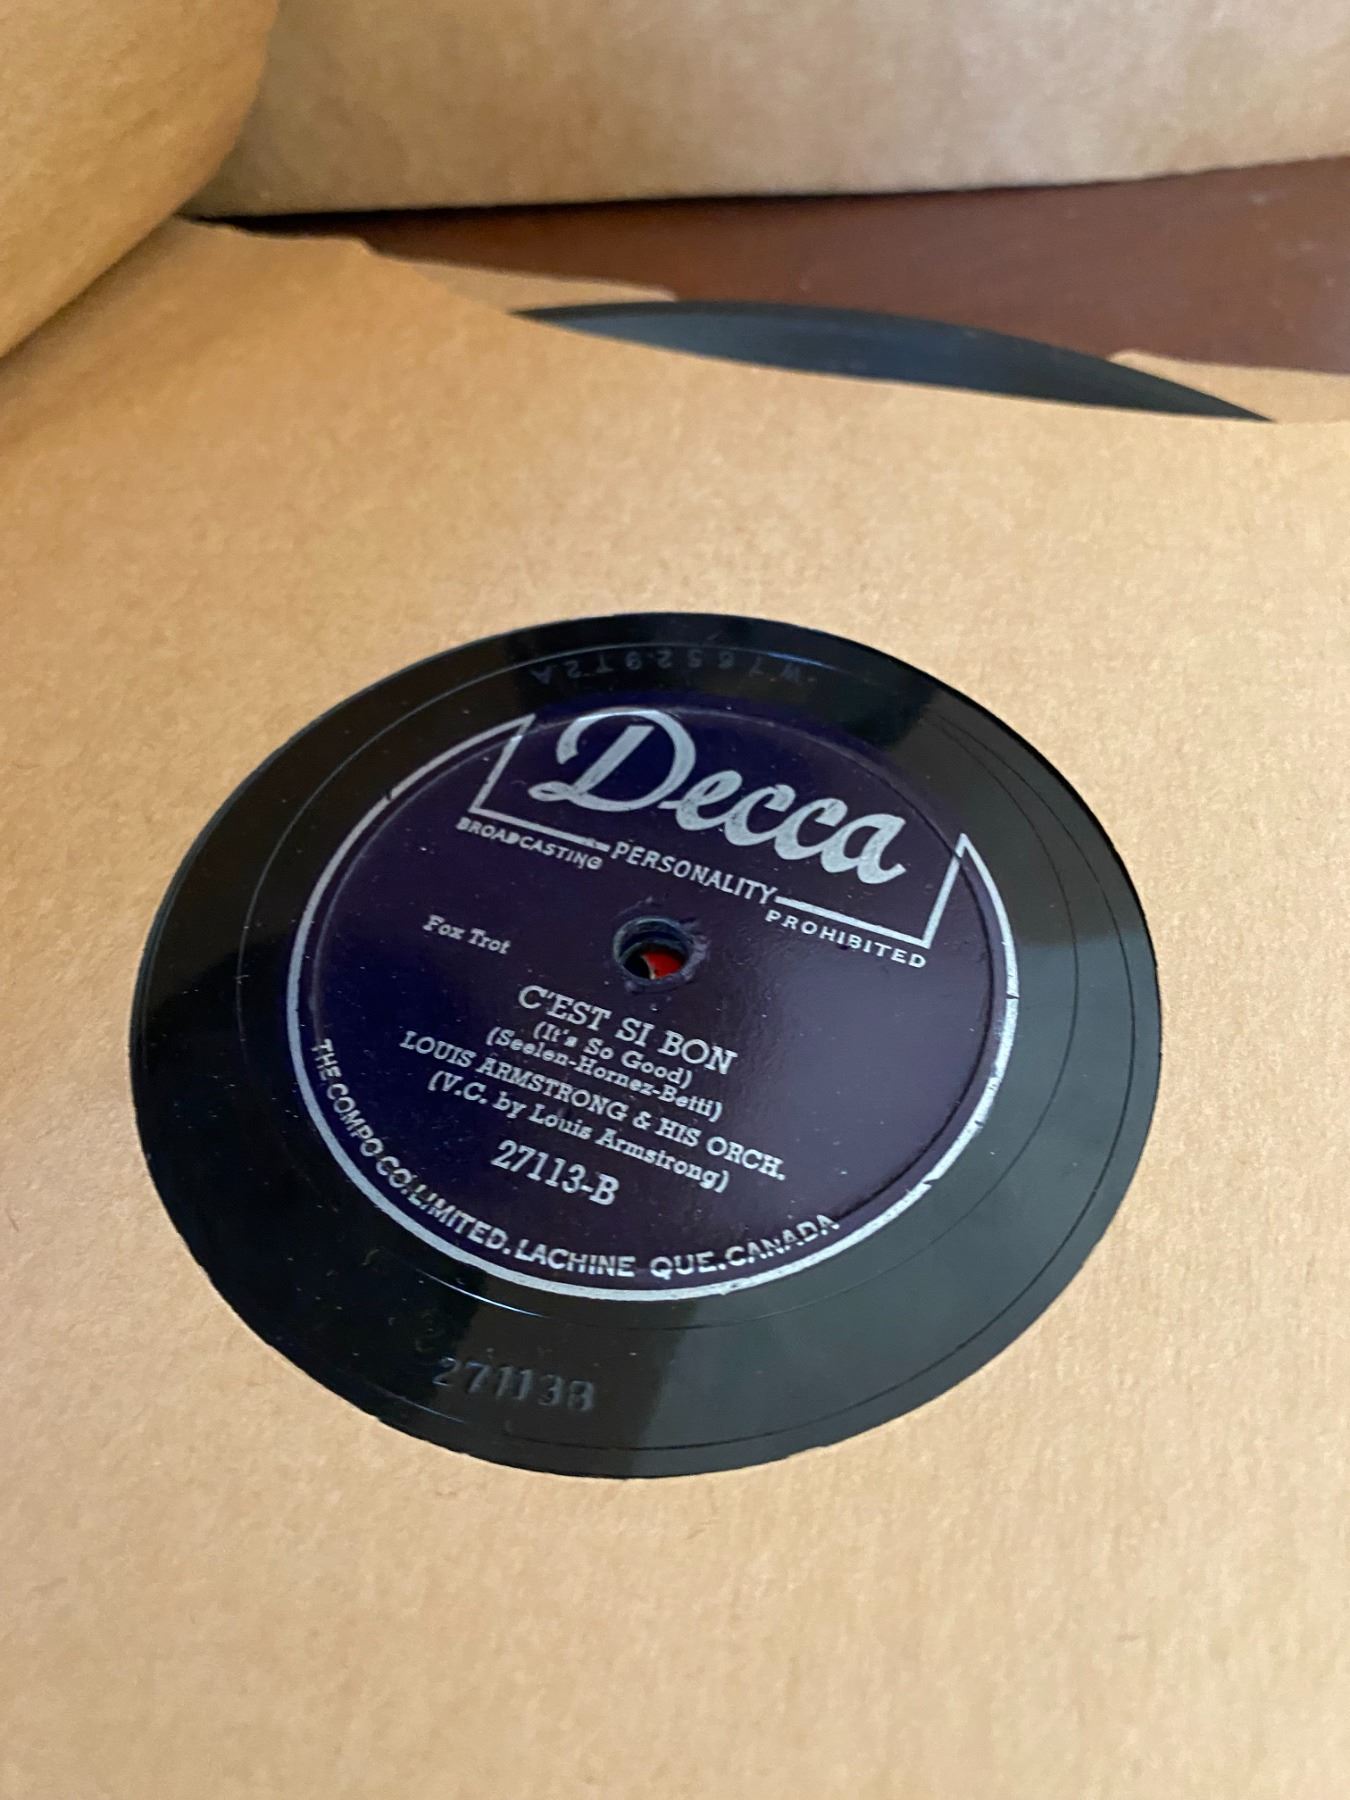 W76529T2A
Decca
BROADCASTING PERSONALITY PROHIBITED
Fox Trot
C'EST SI BON
(It's So Good)
(Seelen-Hornez-Betti)
LOUIS ARMSTRONG & HIS ORCH.
(V.C. by Louis Armstrong)
27113-B
THE COMPO CO. LIMITED, LACHINE QUE. CANADA
27113B